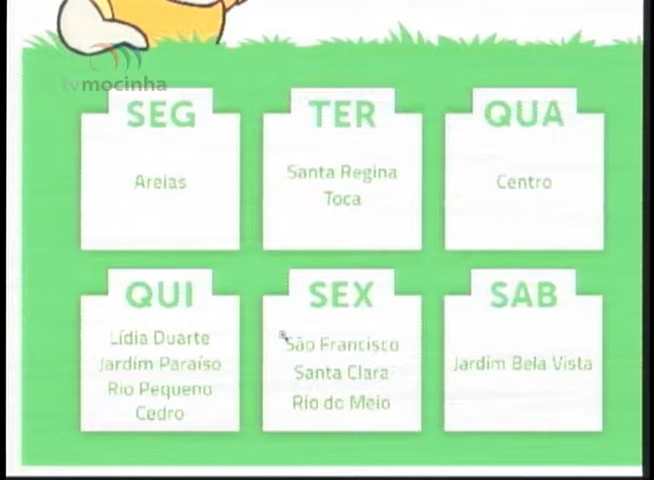 tvmocinha
SEG
Areias
TER
Santa Regina
Toca
QUA
Centro
QUI
Lídia Duarte
Jardim Paraíso
Rio Pequeno
Cedro
SEX
São Francisco
Santa Clara
Rio do Meio
SAB
Jardim Bela Vista